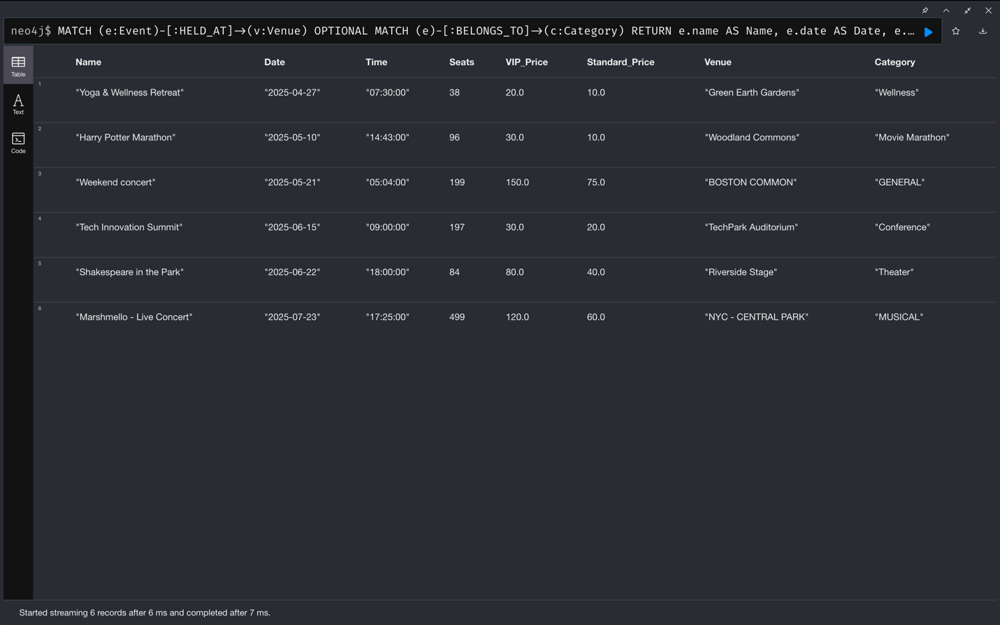 neo4j$ MATCH (e:Event)-[:HELD_AT]→(v:Venue) OPTIONAL MATCH (e)-[:BELONGS_TO]→(c:Category) RETURN e.name AS Name, e.date AS Date, e.…
Table
Text
Code
Name Date Time Seats VIP_Price Standard_Price Venue Category
1
"Yoga & Wellness Retreat" "2025-04-27" "07:30:00" 38 20.0 10.0 "Green Earth Gardens" "Wellness"
2
"Harry Potter Marathon" "2025-05-10" "14:43:00" 96 30.0 10.0 "Woodland Commons" "Movie Marathon"
3
"Weekend concert" "2025-05-21" "05:04:00" 199 150.0 75.0 "BOSTON COMMON" "GENERAL"
4
"Tech Innovation Summit" "2025-06-15" "09:00:00" 197 30.0 20.0 "TechPark Auditorium" "Conference"
5
"Shakespeare in the Park" "2025-06-22" "18:00:00" 84 80.0 40.0 "Riverside Stage" "Theater"
6
"Marshmello - Live Concert" "2025-07-23" "17:25:00" 499 120.0 60.0 "NYC - CENTRAL PARK" "MUSICAL"
Started streaming 6 records after 6 ms and completed after 7 ms.